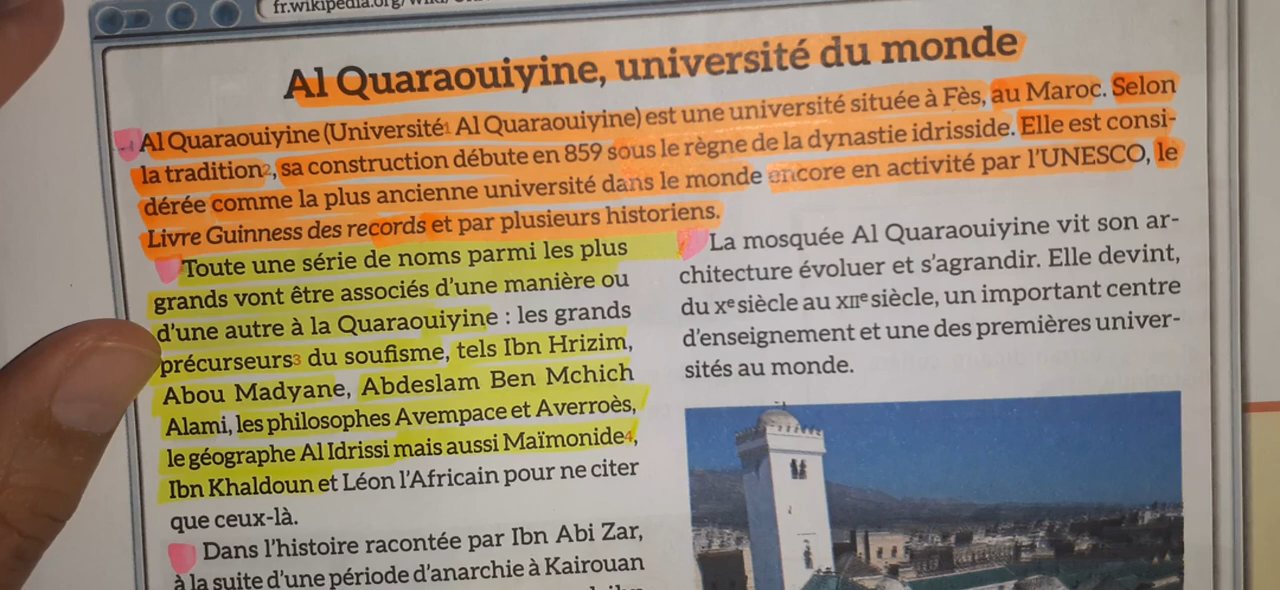 fr.wikipedia.org/wiki/
Al Quaraouiyine, université du monde
Al Quaraouiyine (Université1 Al Quaraouiyine) est une université située à Fès, au Maroc. Selon
la tradition2, sa construction débute en 859 sous le règne de la dynastie idrisside. Elle est consi-
dérée comme la plus ancienne université dans le monde encore en activité par l'UNESCO, le
Livre Guinness des records et par plusieurs historiens.
Toute une série de noms parmi les plus
grands vont être associés d'une manière ou
d'une autre à la Quaraouiyine : les grands
précurseurs3 du soufisme, tels Ibn Hrizim,
Abou Madyane, Abdeslam Ben Mchich
Alami, les philosophes Avempace et Averroès,
le géographe Al Idrissi mais aussi Maïmonide4,
Ibn Khaldoun et Léon l'Africain pour ne citer
que ceux-là.
Dans l'histoire racontée par Ibn Abi Zar,
à la suite d'une période d'anarchie à Kairouan
La mosquée Al Quaraouiyine vit son ar-
chitecture évoluer et s'agrandir. Elle devint,
du Xe siècle au XIIe siècle, un important centre
d'enseignement et une des premières univer-
sités au monde.